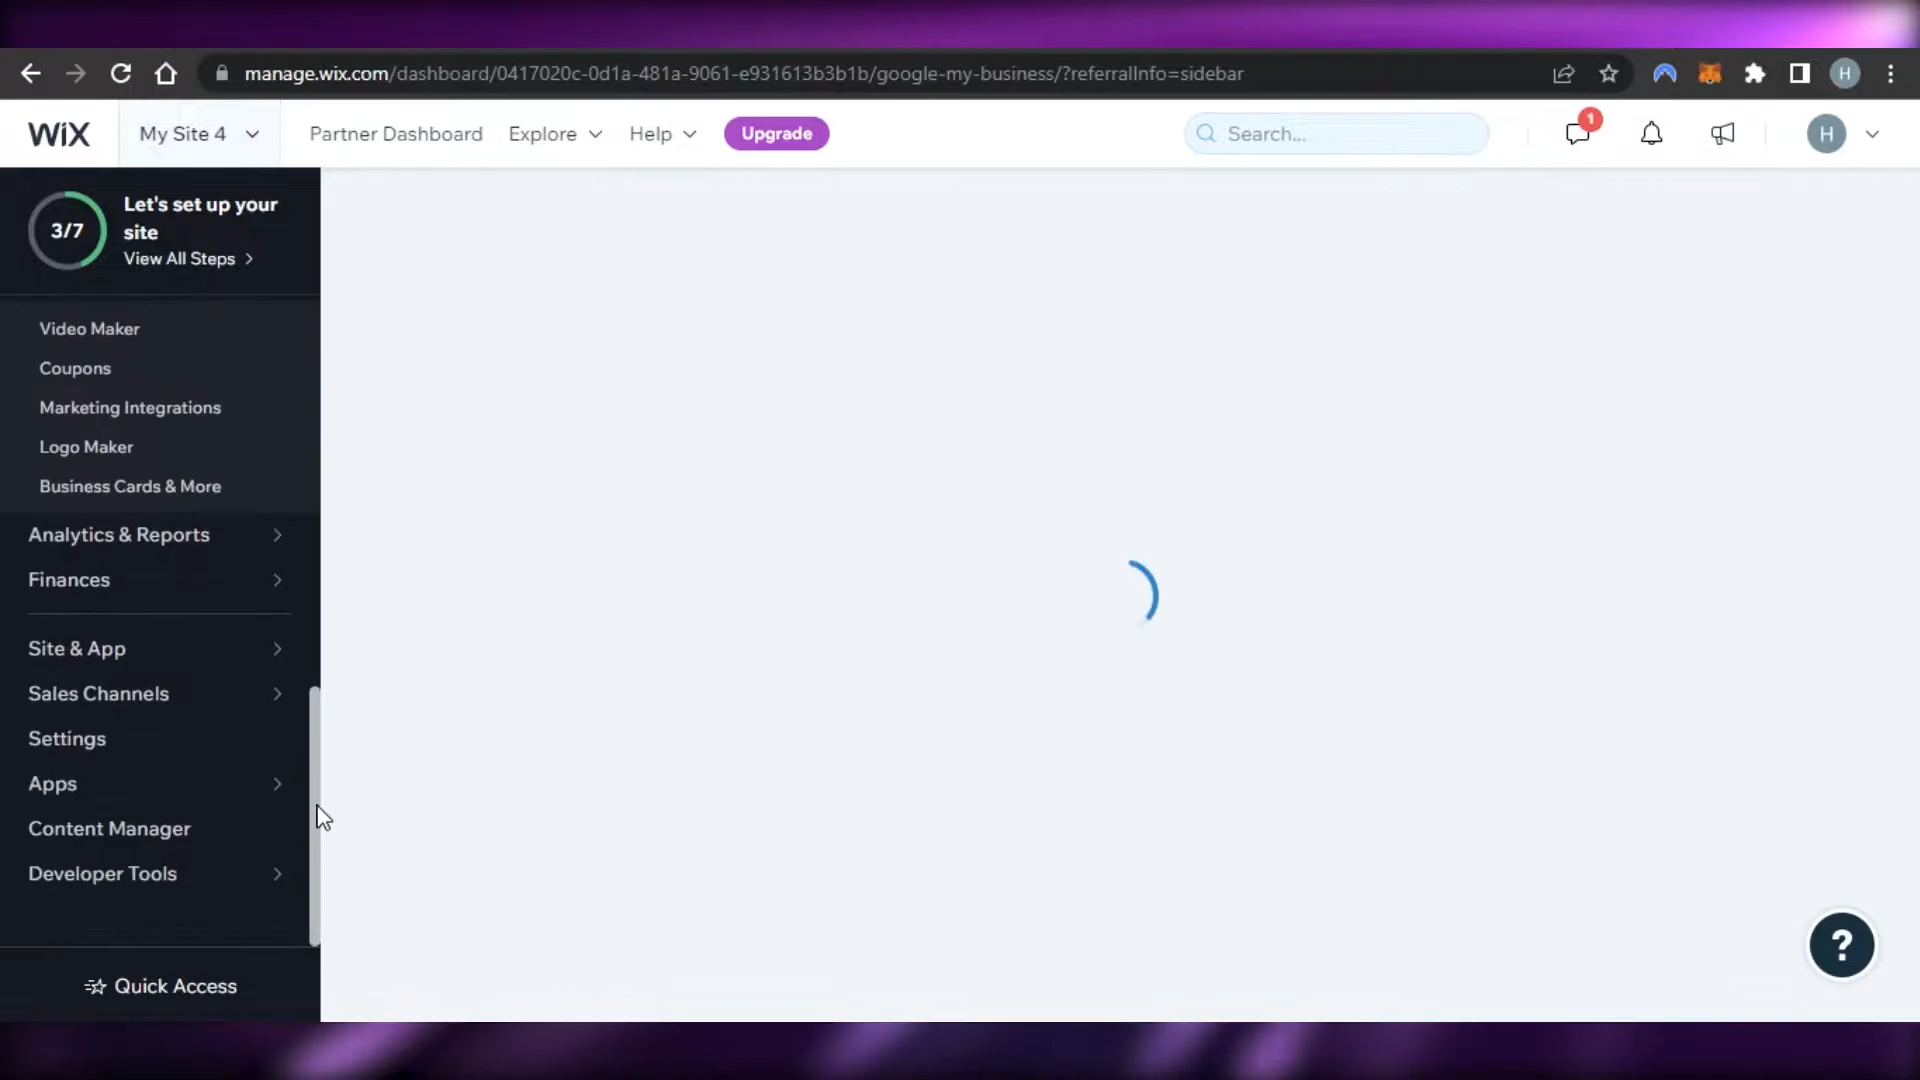 manage.wix.com/dashboard/0417020c-0d1a-481a-9061-e931613b3b1b/google-my-business/?referralInfo=sidebar
H
WiX
My Site 4
Partner Dashboard
Explore
Help
Upgrade
Search...
1
H
3/7
Let's set up your
site
View All Steps
Video Maker
Coupons
Marketing Integrations
Logo Maker
Business Cards & More
Analytics & Reports
Finances
Site & App
Sales Channels
Settings
Apps
Content Manager
Developer Tools
Quick Access
?